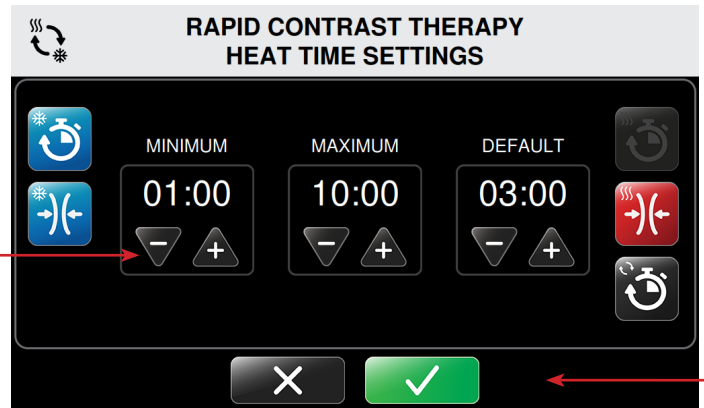 RAPID CONTRAST THERAPY
HEAT TIME SETTINGS
MINIMUM MAXIMUM DEFAULT
01:00 10:00 03:00